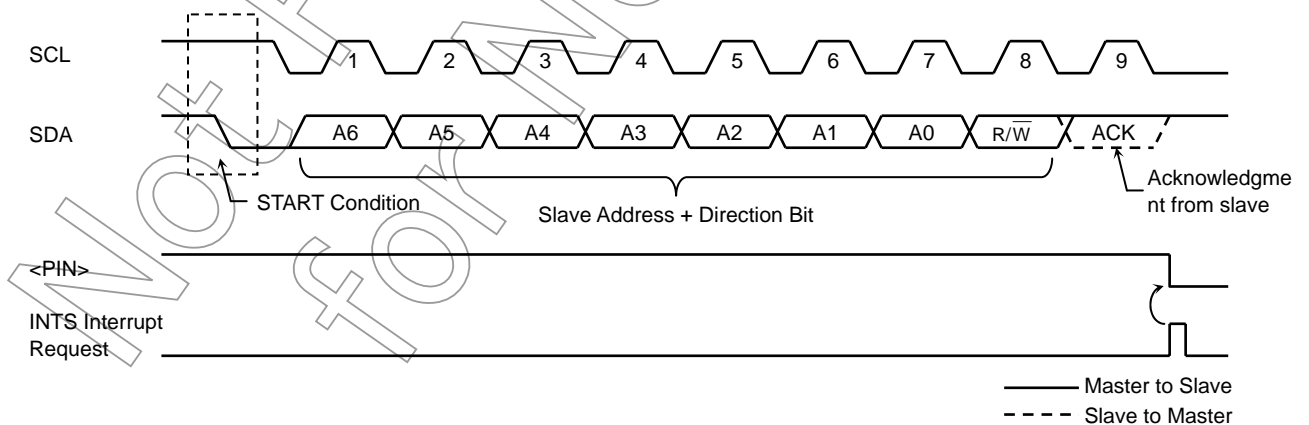 SCL
1 2 3 4 5 6 7 8 9
SDA
A6 A5 A4 A3 A2 A1 A0 R/W̅ ACK
START Condition
Slave Address + Direction Bit
Acknowledgme
nt from slave
<PIN>
INTS Interrupt
Request
Master to Slave
Slave to Master
Not
for